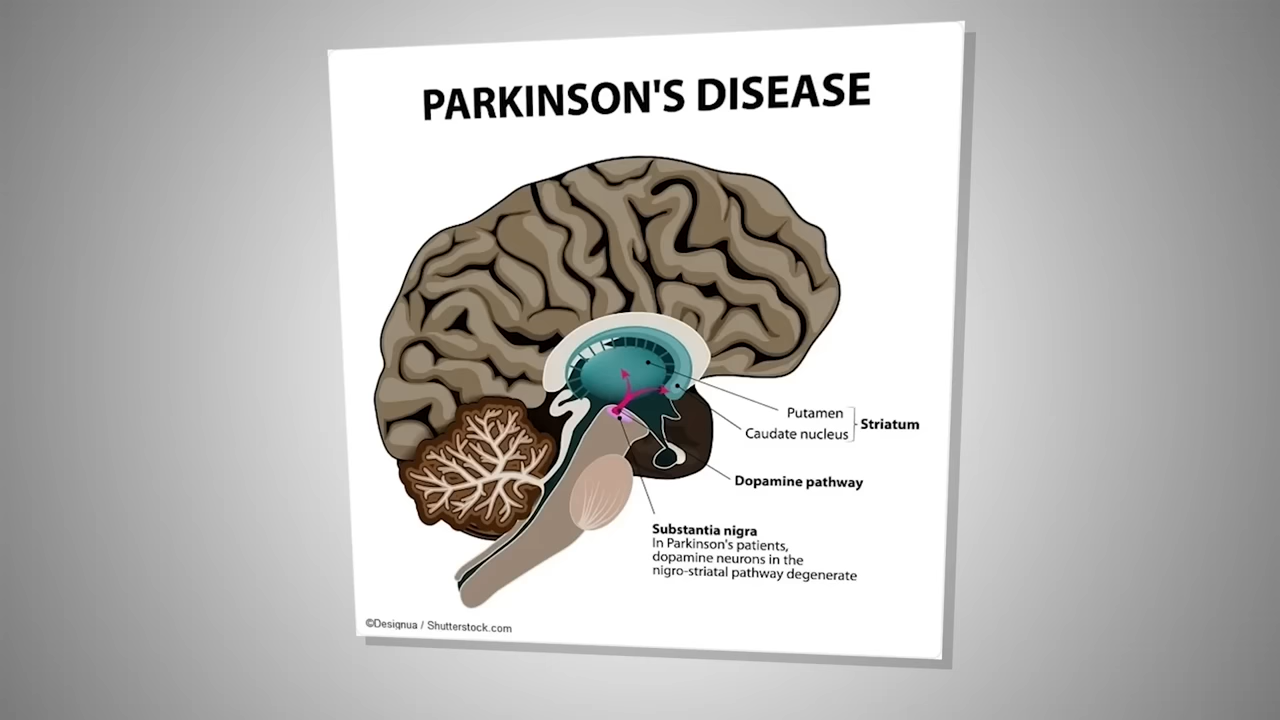 PARKINSON'S DISEASE
Putamen
Caudate nucleus
Striatum
Dopamine pathway
Substantia nigra
In Parkinson's patients,
dopamine neurons in the
nigro-striatal pathway degenerate
©Designua / Shutterstock.com